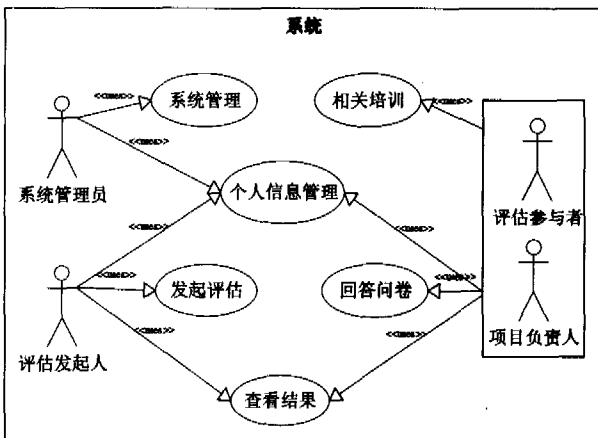 系统
<<uses>>
系统管理
相关培训
<<uses>>
<<uses>>
系统管理员
个人信息管理
评估参与者
<<uses>>
<<uses>>
<<uses>>
发起评估
回答问卷
<<uses>>
<<uses>>
评估发起人
项目负责人
<<uses>>
查看结果